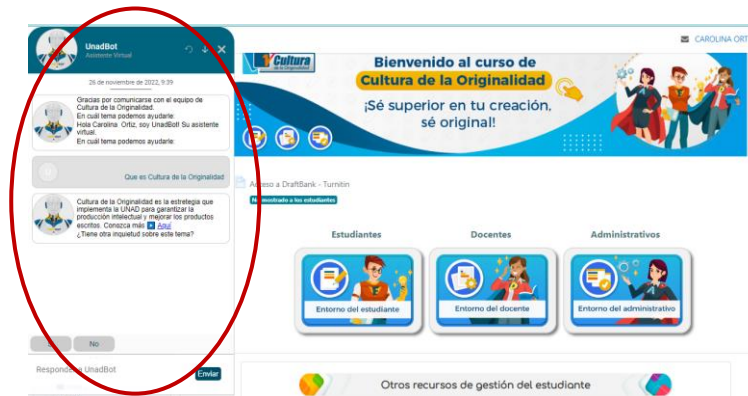 UnadBot
Asistente Virtual
26 de noviembre de 2022, 9:39
Gracias por comunicarse con el equipo de
Cultura de la Originalidad.
En cuál tema podemos ayudarle:
Hola Carolina Ortiz, soy UnadBot! Su asistente
virtual.
En cuál tema podemos ayudarle:
Que es Cultura de la Originalidad
Cultura de la Originalidad es la estrategia que
implementa la UNAD para garantizar la
producción intelectual y mejorar los productos
escritos. Conozca más Aquí
¿Tiene otra inquietud sobre este tema?
No
Responde a UnadBot
Enviar
CAROLINA ORT
Cultura
de la Originalidad
Bienvenido al curso de
Cultura de la Originalidad
¡Sé superior en tu creación,
sé original!
Acceso a DraftBank - Turnitin
No mostrado a los estudiantes
Estudiantes
Docentes
Administrativos
Entorno del estudiante
Entorno del docente
Entorno del administrativo
Otros recursos de gestión del estudiante